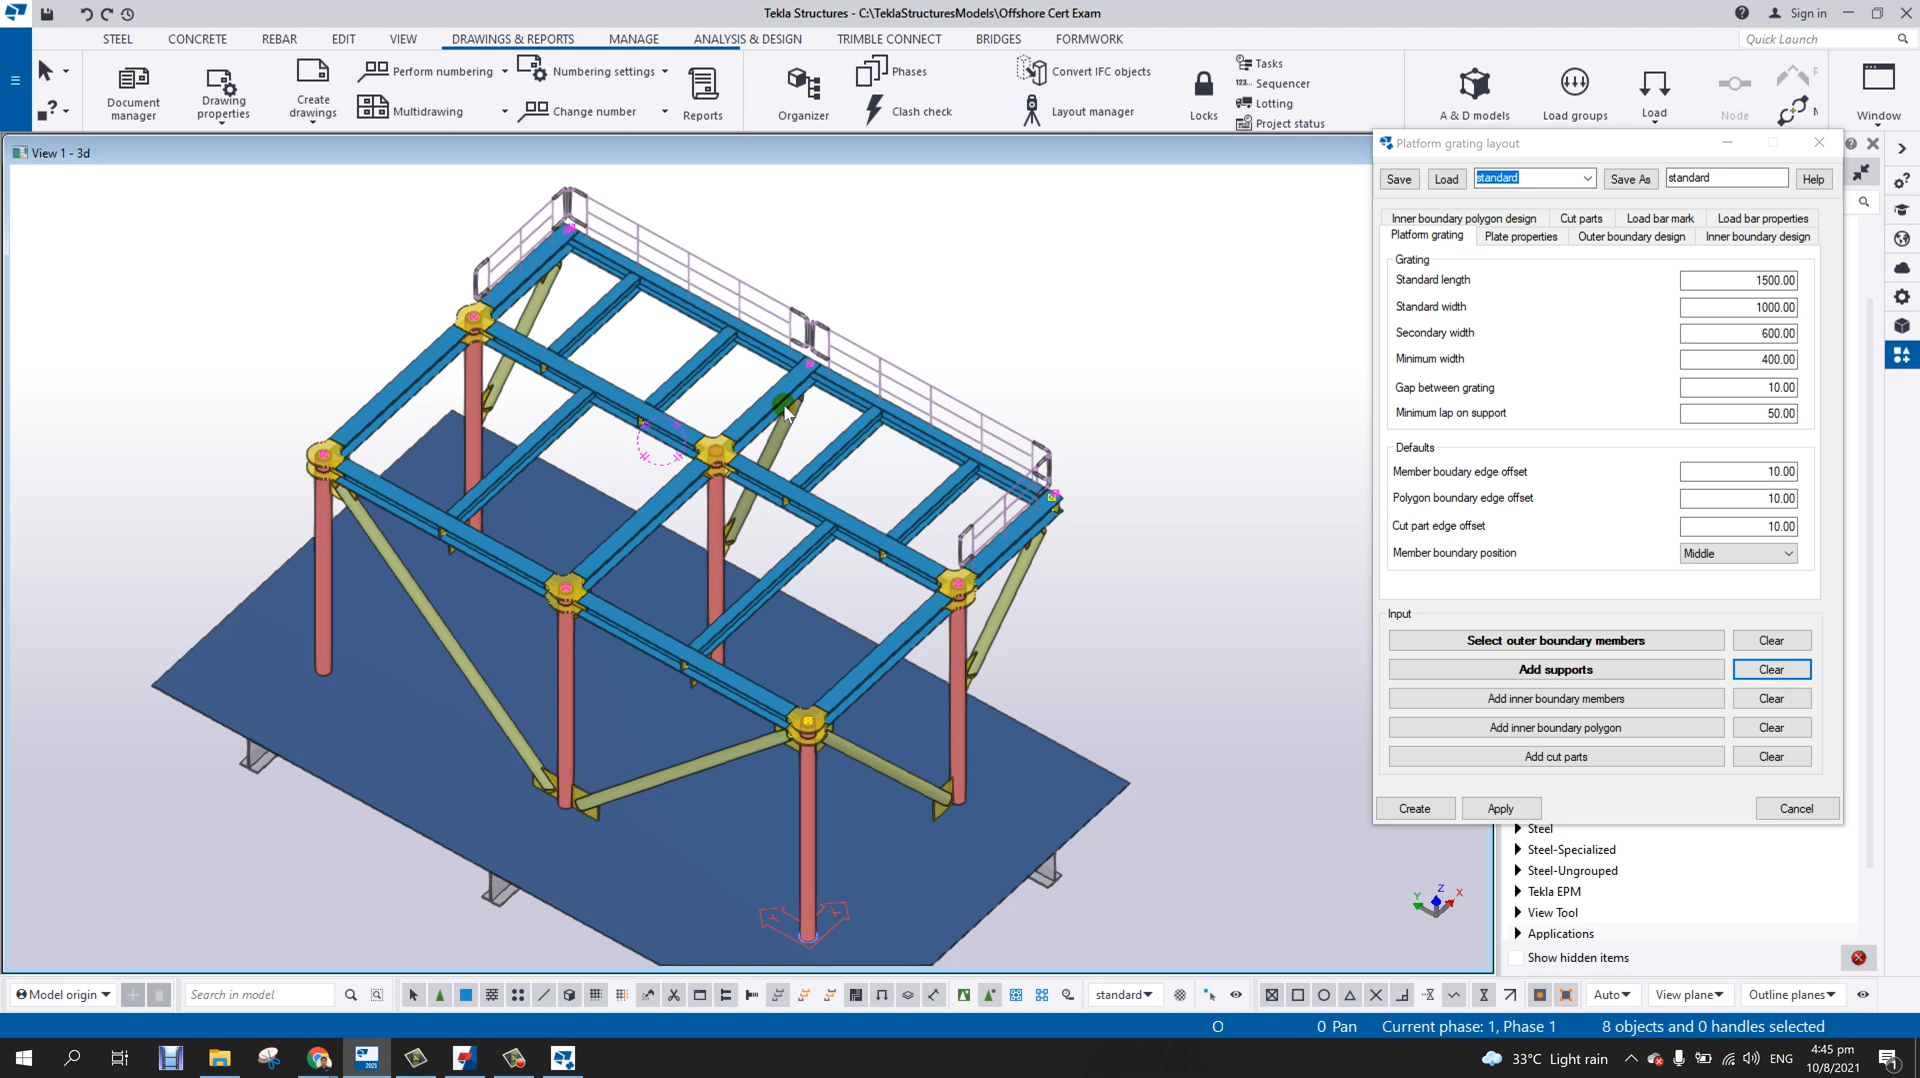 Tekla Structures - C:\TeklaStructuresModels\Offshore Cert Exam
Sign in
STEEL CONCRETE REBAR EDIT VIEW DRAWINGS & REPORTS MANAGE ANALYSIS & DESIGN TRIMBLE CONNECT BRIDGES FORMWORK
Quick Launch
Document manager
Drawing properties
Create drawings
Perform numbering
Multidrawing
Numbering settings
Change number
Reports
Organizer
Phases
Clash check
Convert IFC objects
Layout manager
Locks
Tasks
123... Sequencer
Lotting
Project status
A & D models
Load groups
Load
Node
Window
View 1 - 3d
Platform grating layout
Save Load standard Save As standard Help
Inner boundary polygon design Cut parts Load bar mark Load bar properties
Platform grating Plate properties Outer boundary design Inner boundary design
Grating
Standard length 1500.00
Standard width 1000.00
Secondary width 600.00
Minimum width 400.00
Gap between grating 10.00
Minimum lap on support 50.00
Defaults
Member boudary edge offset 10.00
Polygon boundary edge offset 10.00
Cut part edge offset 10.00
Member boundary position Middle
Input
Select outer boundary members Clear
Add supports Clear
Add inner boundary members Clear
Add inner boundary polygon Clear
Add cut parts Clear
Create Apply Cancel
Steel
Steel-Specialized
Steel-Ungrouped
Tekla EPM
View Tool
Applications
Show hidden items
Z
Y X
Model origin
Search in model
standard
Auto
View plane
Outline planes
O 0 Pan Current phase: 1, Phase 1 8 objects and 0 handles selected
2021
33°C Light rain
ENG
4:45 pm
10/8/2021
1